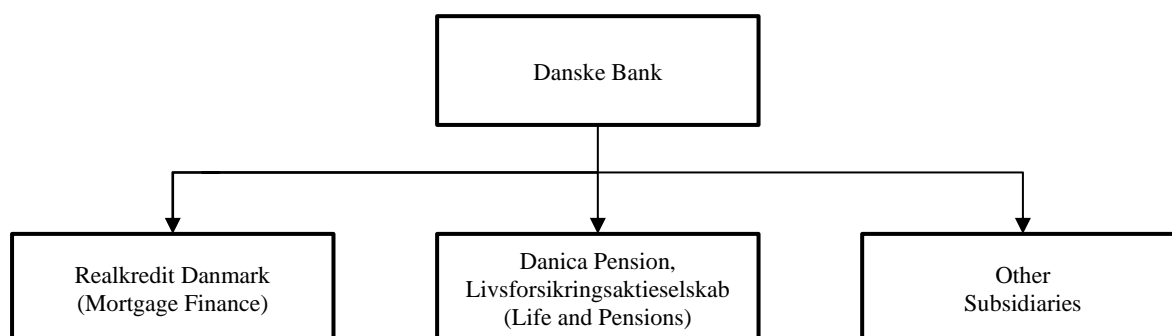 Danske Bank
Realkredit Danmark
(Mortgage Finance)
Danica Pension,
Livsforsikringsaktieselskab
(Life and Pensions)
Other
Subsidiaries